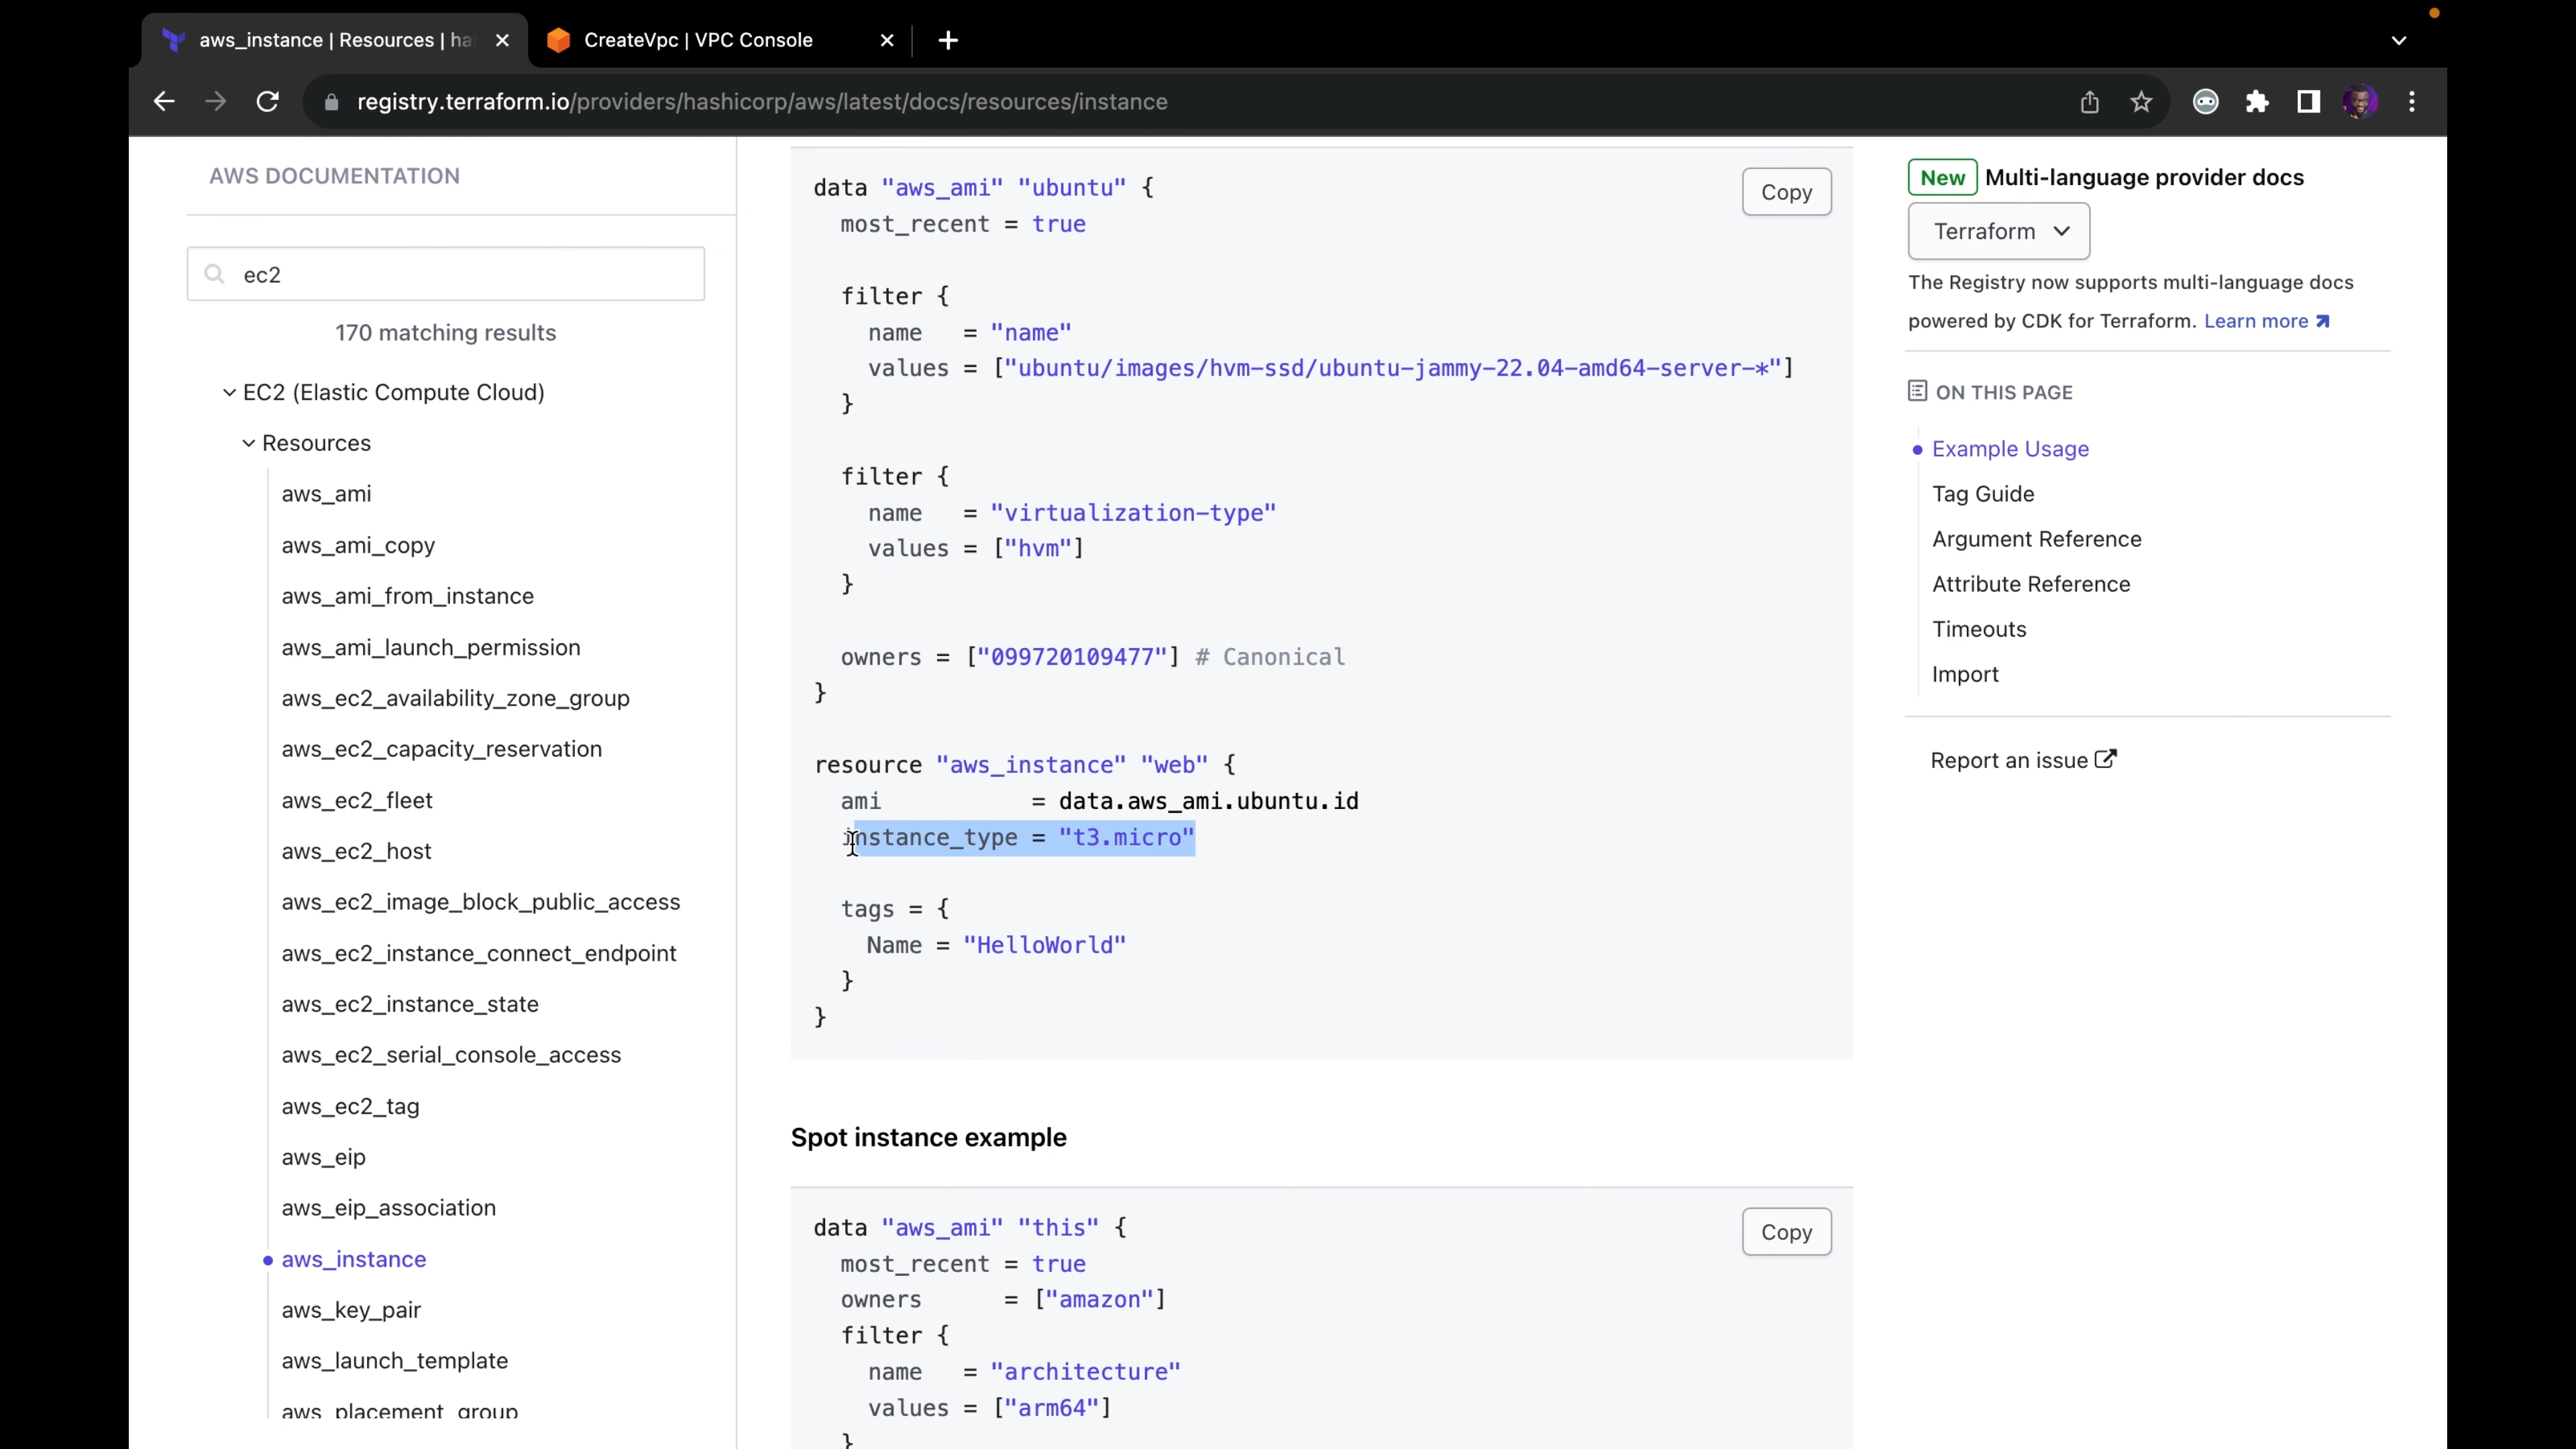 aws_instance | Resources | ha
CreateVpc | VPC Console
registry.terraform.io/providers/hashicorp/aws/latest/docs/resources/instance
AWS DOCUMENTATION
ec2
170 matching results
EC2 (Elastic Compute Cloud)
Resources
aws_ami
aws_ami_copy
aws_ami_from_instance
aws_ami_launch_permission
aws_ec2_availability_zone_group
aws_ec2_capacity_reservation
aws_ec2_fleet
aws_ec2_host
aws_ec2_image_block_public_access
aws_ec2_instance_connect_endpoint
aws_ec2_instance_state
aws_ec2_serial_console_access
aws_ec2_tag
aws_eip
aws_eip_association
aws_instance
aws_key_pair
aws_launch_template
aws_placement_group
Copy
data "aws_ami" "ubuntu" {
most_recent = true
filter {
name = "name"
values = ["ubuntu/images/hvm-ssd/ubuntu-jammy-22.04-amd64-server-*"]
}
filter {
name = "virtualization-type"
values = ["hvm"]
}
owners = ["099720109477"] # Canonical
}
resource "aws_instance" "web" {
ami = data.aws_ami.ubuntu.id
instance_type = "t3.micro"
tags = {
Name = "HelloWorld"
}
}
Spot instance example
Copy
data "aws_ami" "this" {
most_recent = true
owners = ["amazon"]
filter {
name = "architecture"
values = ["arm64"]
}
New Multi-language provider docs
Terraform
The Registry now supports multi-language docs
powered by CDK for Terraform. Learn more
ON THIS PAGE
Example Usage
Tag Guide
Argument Reference
Attribute Reference
Timeouts
Import
Report an issue